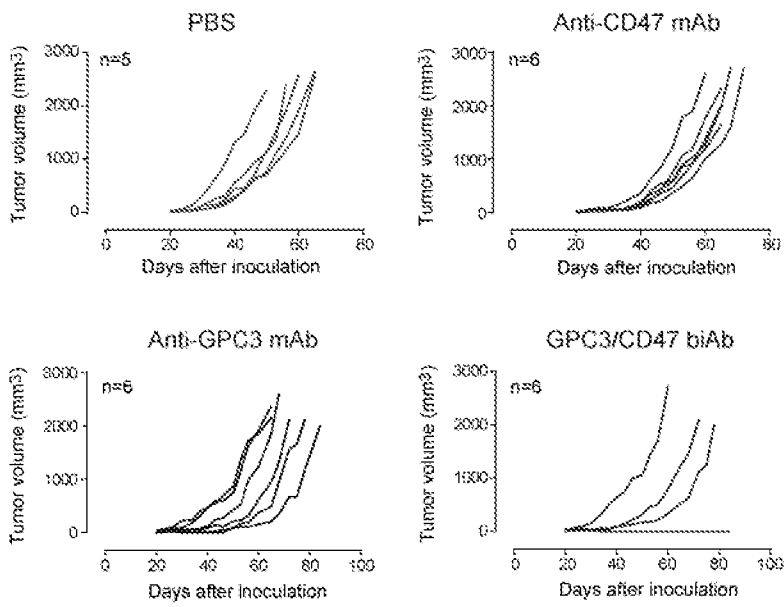 PBS
n=5
Tumor volume (mm3)
3000
2000
1000
0
0 20 40 60 80
Days after inoculation
Anti-CD47 mAb
n=6
Tumor volume (mm3)
3000
2000
1000
0
0 20 40 60 80
Days after inoculation
Anti-GPC3 mAb
n=6
Tumor volume (mm3)
3000
2000
1000
0
0 20 40 60 80 100
Days after inoculation
GPC3/CD47 biAb
n=6
Tumor volume (mm3)
3000
2000
1000
0
0 20 40 60 80 100
Days after inoculation